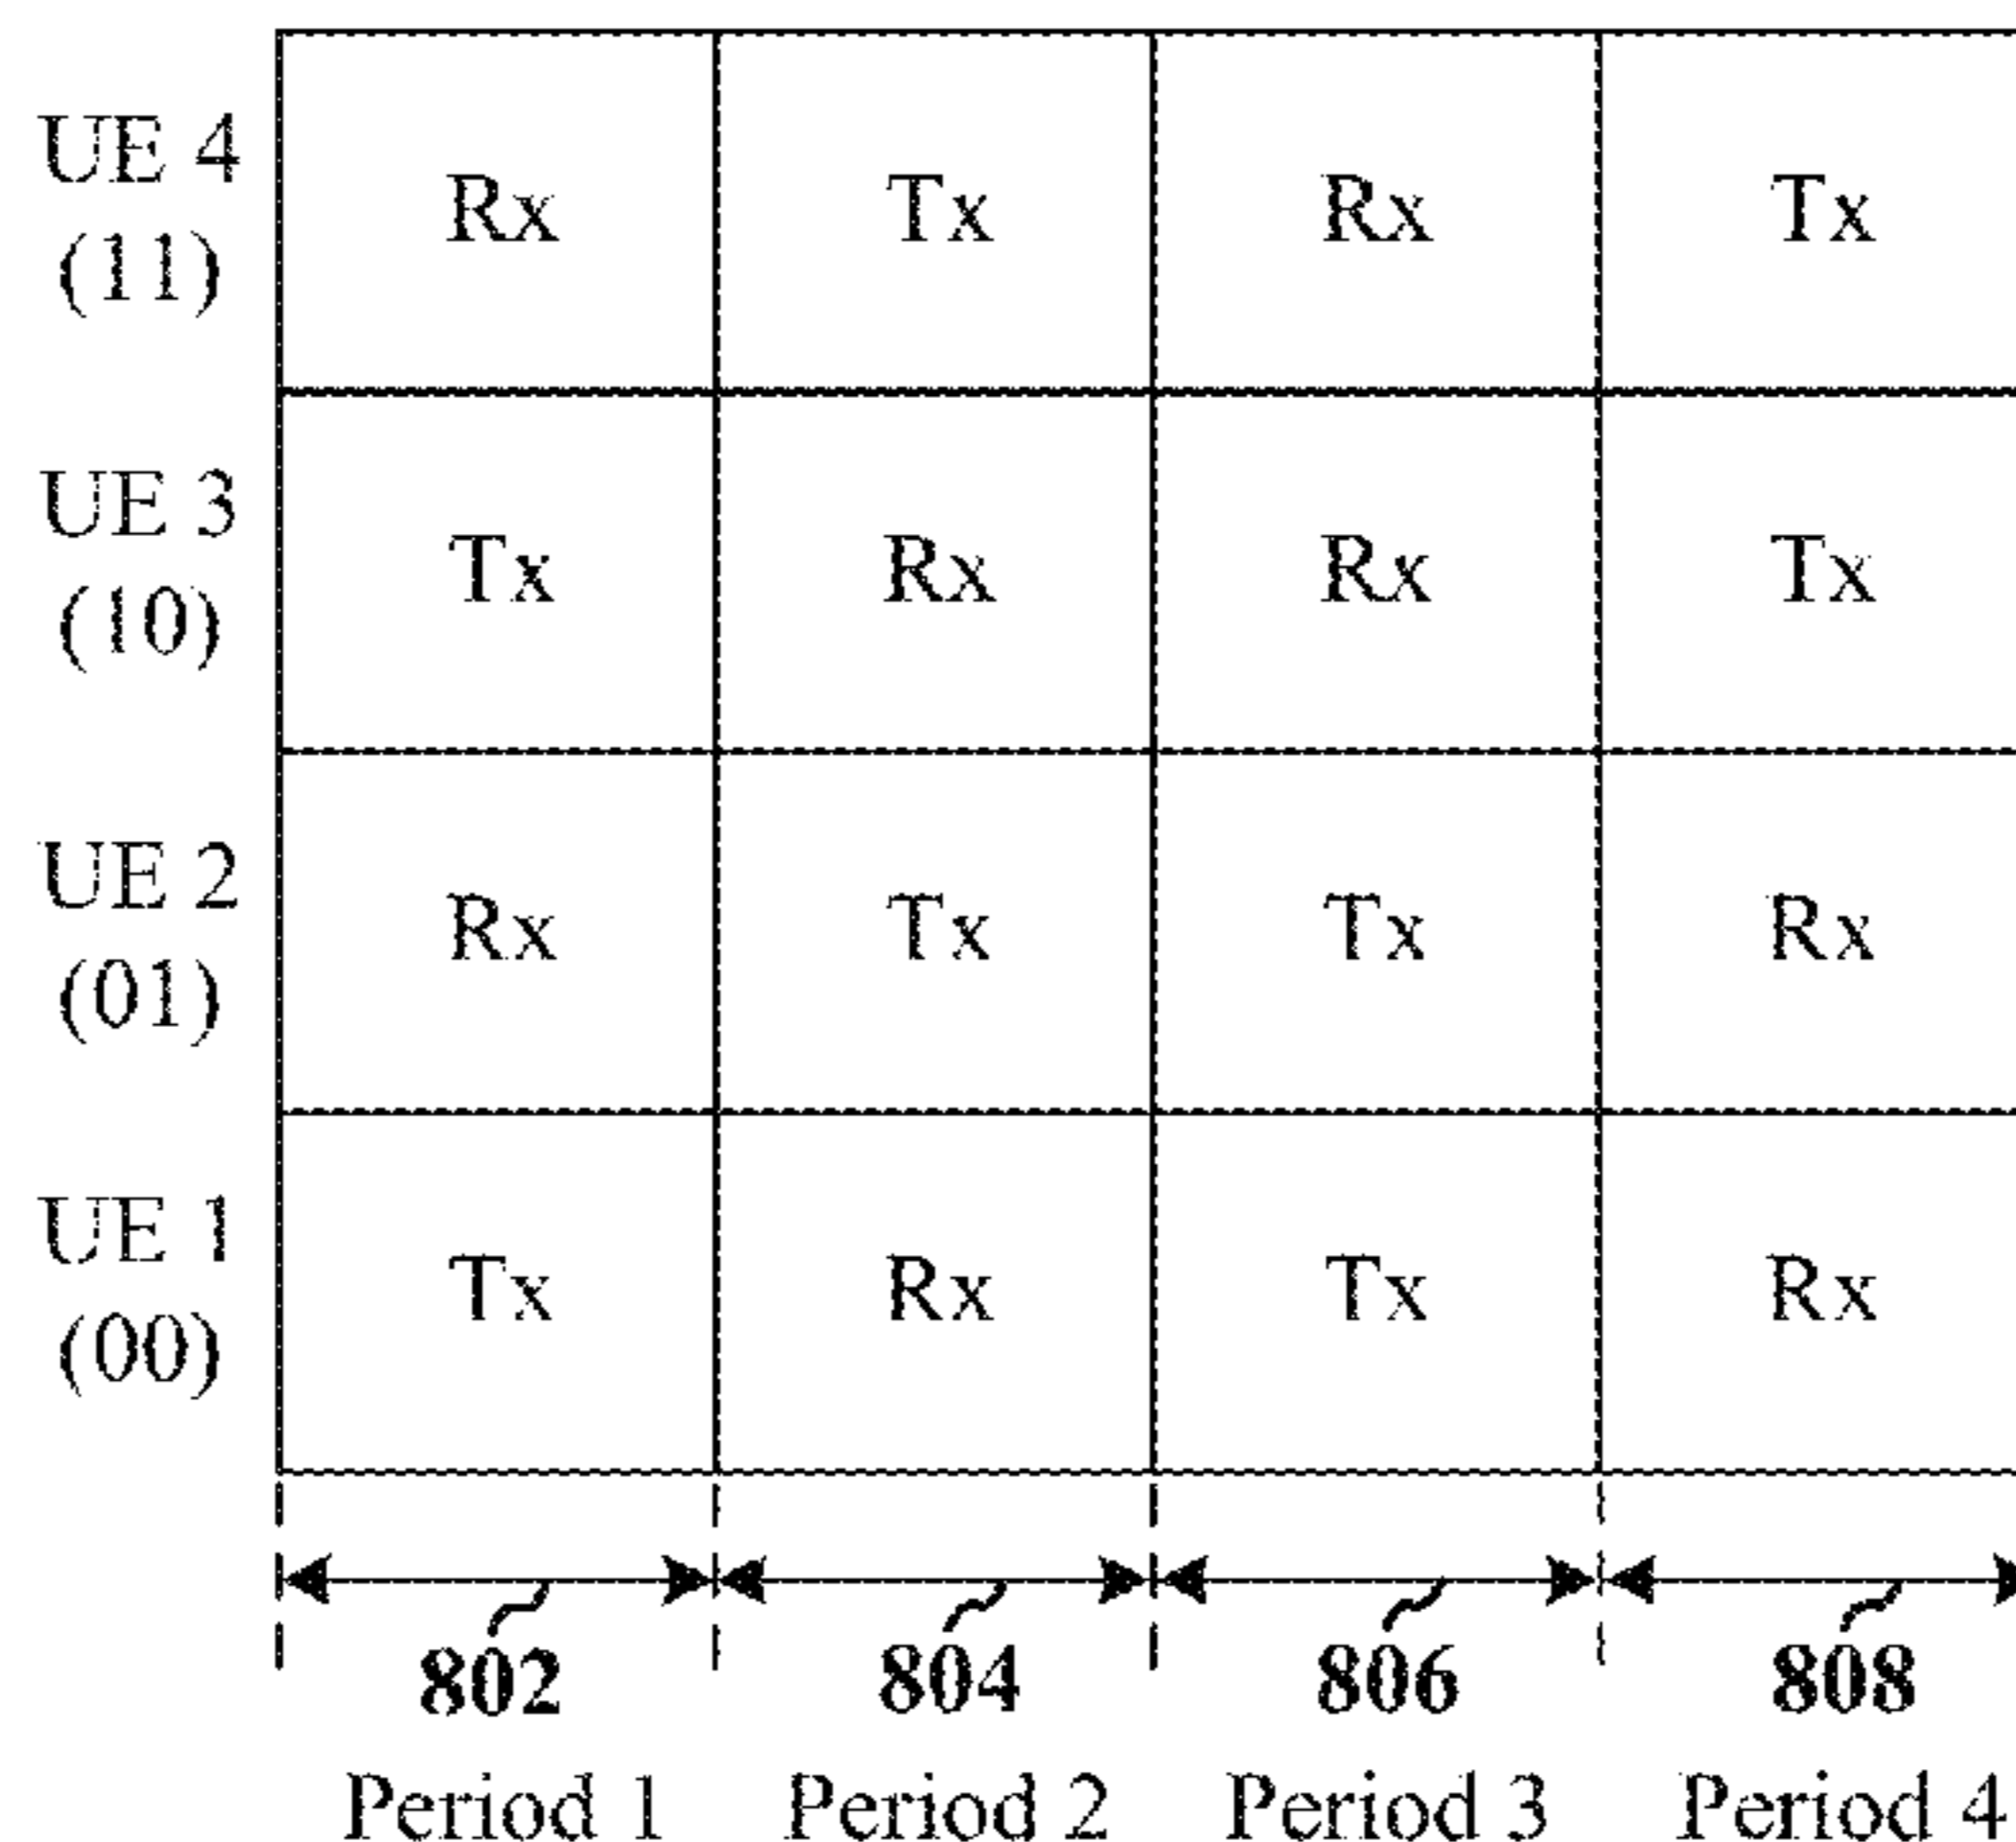 UE 4
(11)
Rx Tx Rx Tx
UE 3
(10)
Tx Rx Rx Tx
UE 2
(01)
Rx Tx Tx Rx
UE 1
(00)
Tx Rx Tx Rx
802 804 806 808
Period 1 Period 2 Period 3 Period 4